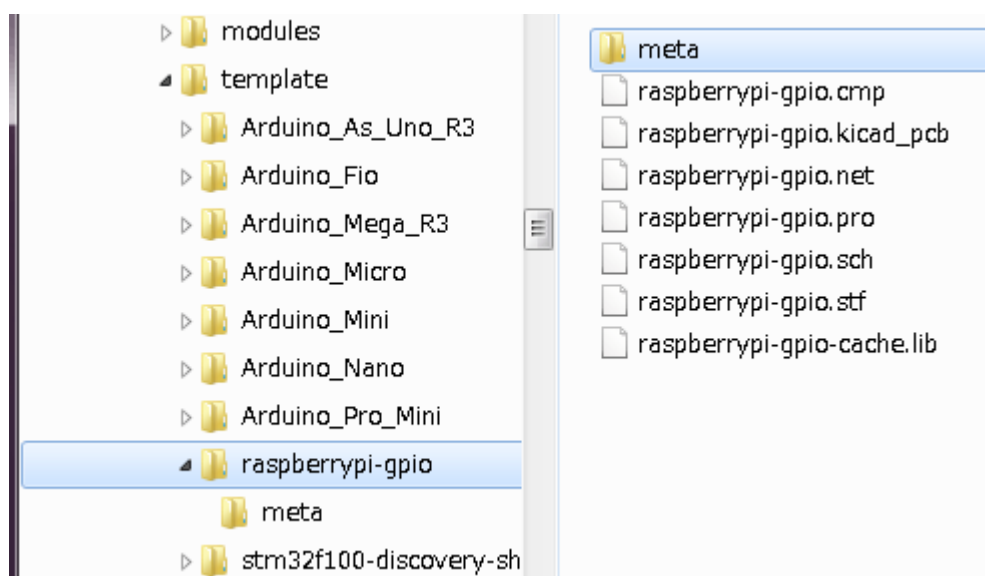 modules
template
Arduino_As_Uno_R3
Arduino_Fio
Arduino_Mega_R3
Arduino_Micro
Arduino_Mini
Arduino_Nano
Arduino_Pro_Mini
raspberrypi-gpio
meta
stm32f100-discovery-sh
meta
raspberrypi-gpio.cmp
raspberrypi-gpio.kicad_pcb
raspberrypi-gpio.net
raspberrypi-gpio.pro
raspberrypi-gpio.sch
raspberrypi-gpio.stf
raspberrypi-gpio-cache.lib